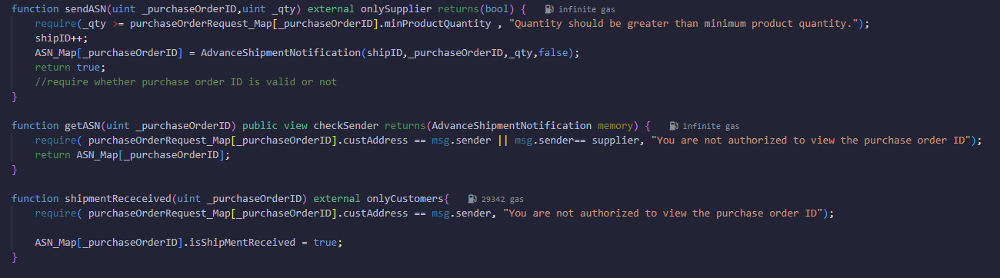 function sendASN(uint _purchaseOrderID,uint _qty) external onlySupplier returns(bool) { infinite gas
require(_qty >= purchaseOrderRequest_Map[_purchaseOrderID].minProductQuantity , "Quantity should be greater than minimum product quantity.");
shipID++;
ASN_Map[_purchaseOrderID] = AdvanceShipmentNotification(shipID,_purchaseOrderID,_qty,false);
return true;
//require whether purchase order ID is valid or not
}
function getASN(uint _purchaseOrderID) public view checkSender returns(AdvanceShipmentNotification memory) { infinite gas
require( purchaseOrderRequest_Map[_purchaseOrderID].custAddress == msg.sender || msg.sender== supplier, "You are not authorized to view the purchase order ID");
return ASN_Map[_purchaseOrderID];
}
function shipmentRececeived(uint _purchaseOrderID) external onlyCustomers{ 29342 gas
require( purchaseOrderRequest_Map[_purchaseOrderID].custAddress == msg.sender, "You are not authorized to view the purchase order ID");
ASN_Map[_purchaseOrderID].isShipMentReceived = true;
}